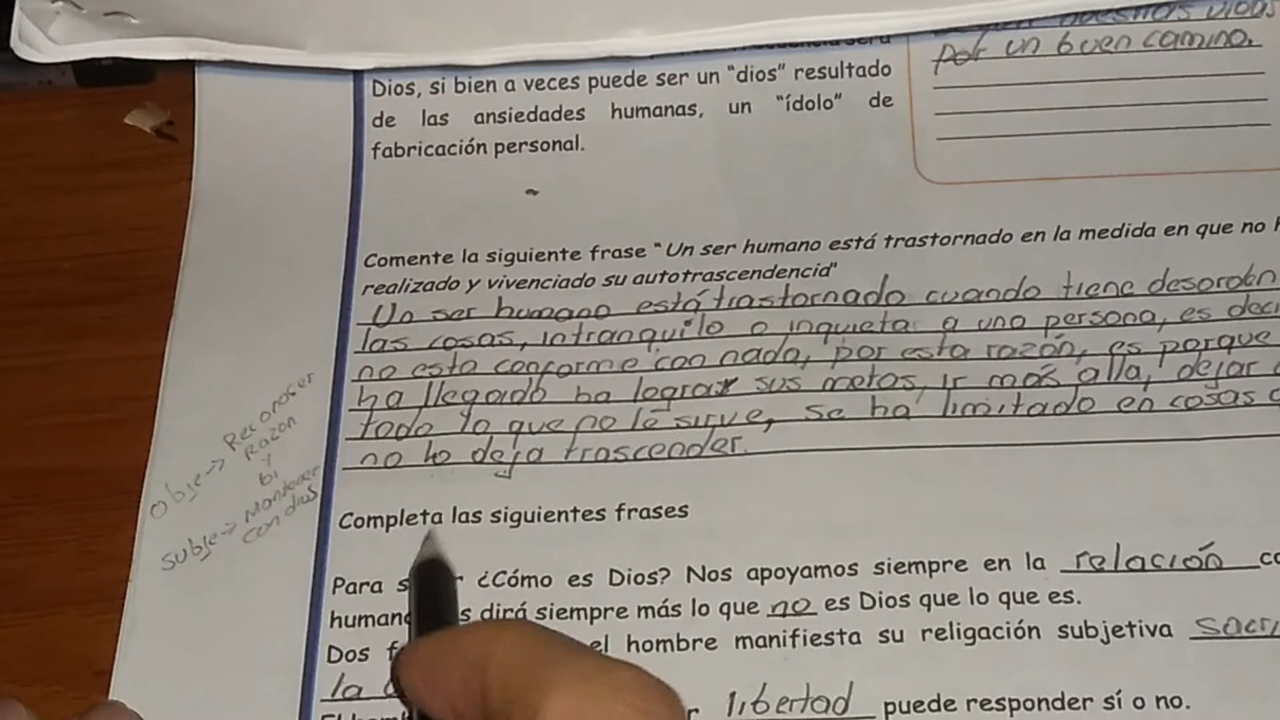 por un buen camino.
Dios, si bien a veces puede ser un "dios" resultado
de las ansiedades humanas, un "ídolo" de
fabricación personal.
Comente la siguiente frase "Un ser humano está trastornado en la medida en que no
realizado y vivenciado su autotrascendencia"
Un ser humano está trastornado cuando tiene desorden
las cosas, intranquilo o inquieta a una persona, es deci
no esta conforme con nada, por esta razón, es porque
ha llegado ha lograr sus metas, ir más alla, dejar
todo lo que no le sirve, se ha limitado en cosas
no lo deja trascender.
Obje-> Reconocer
Razon
y
Subje-> Mantener
con dius
Completa las siguientes frases
Para ¿Cómo es Dios? Nos apoyamos siempre en la relación
human dirá siempre más lo que no es Dios que lo que es.
Dos el hombre manifiesta su religación subjetiva sacri
la
libertad puede responder sí o no.